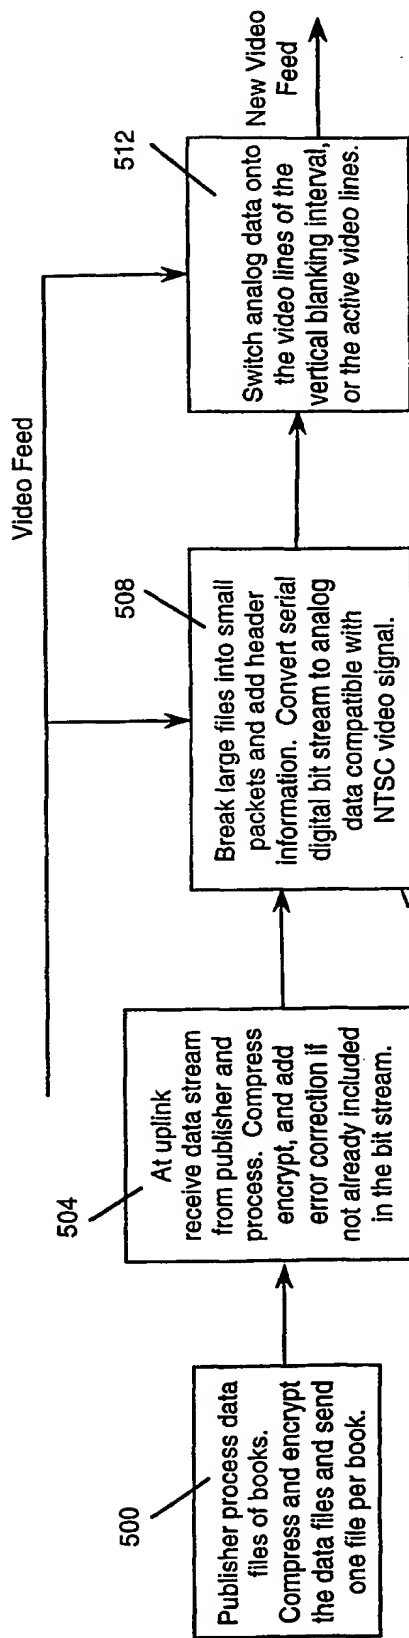 500
Publisher process data
files of books.
Compress and encrypt
the data files and send
one file per book.
504
At uplink
receive data stream
from publisher and
process. Compress
encrypt, and add
error correction if
not already included
in the bit stream.
Video Feed
508
Break large files into small
packets and add header
information. Convert serial
digital bit stream to analog
data compatible with
NTSC video signal.
512
Switch analog data onto
the video lines of the
vertical blanking interval,
or the active video lines.
New Video
Feed